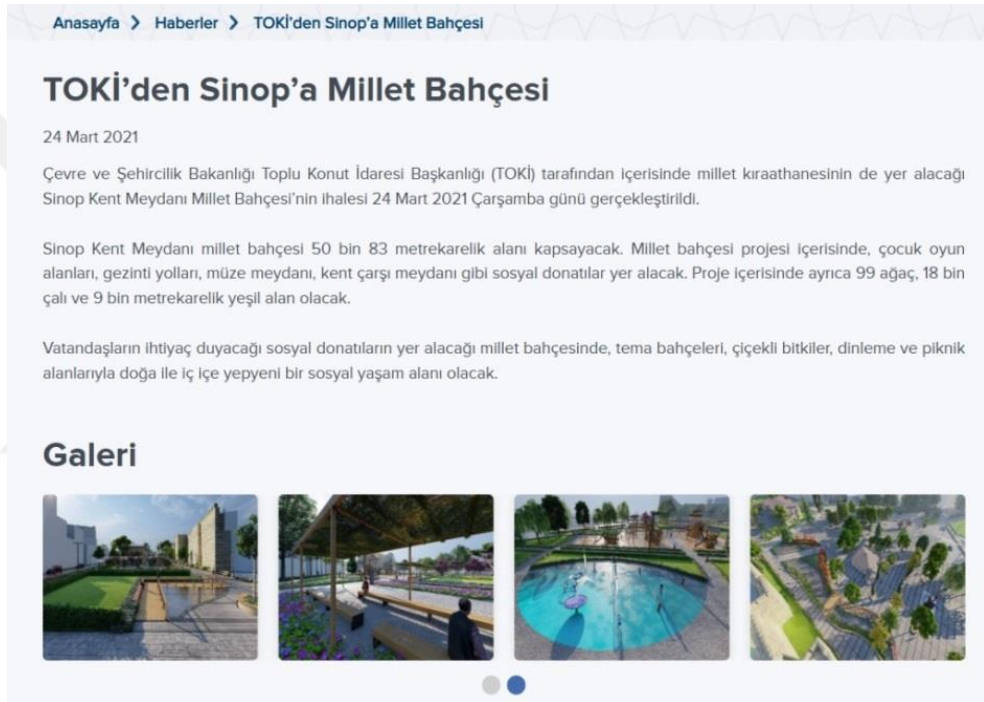 Anasayfa > Haberler > TOKİ'den Sinop'a Millet Bahçesi
TOKİ'den Sinop'a Millet Bahçesi
24 Mart 2021
Çevre ve Şehircilik Bakanlığı Toplu Konut İdaresi Başkanlığı (TOKİ) tarafından içerisinde millet kıraathanesinin de yer alacağı
Sinop Kent Meydanı Millet Bahçesi'nin ihalesi 24 Mart 2021 Çarşamba günü gerçekleştirildi.
Sinop Kent Meydanı millet bahçesi 50 bin 83 metrekarelik alanı kapsayacak. Millet bahçesi projesi içerisinde, çocuk oyun
alanları, gezinti yolları, müze meydanı, kent çarşı meydanı gibi sosyal donatılar yer alacak. Proje içerisinde ayrıca 99 ağaç, 18 bin
çalı ve 9 bin metrekarelik yeşil alan olacak.
Vatandaşların ihtiyaç duyacağı sosyal donatıların yer alacağı millet bahçesinde, tema bahçeleri, çiçekli bitkiler, dinleme ve piknik
alanlarıyla doğa ile iç içe yepyeni bir sosyal yaşam alanı olacak.
Galeri